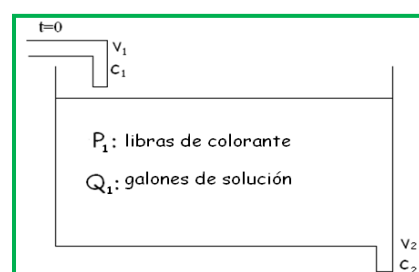 t=0
V₁
C₁
P₁: libras de colorante
Q₁: galones de solución
V₂
C₂